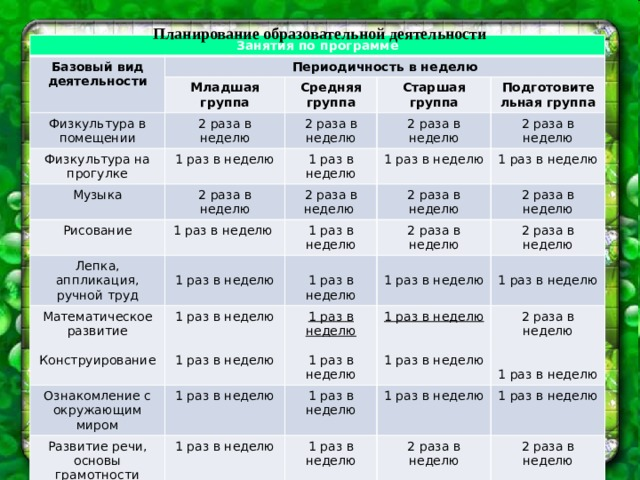 Планирование образовательной деятельности
Занятия по программе
Базовый вид
деятельности
Периодичность в неделю
Младшая
группа
Средняя
группа
Старшая
группа
Подготовите
льная группа
Физкультура в
помещении
2 раза в
неделю
2 раза в
неделю
2 раза в
неделю
2 раза в
неделю
Физкультура на
прогулке
1 раз в неделю
1 раз в
неделю
1 раз в неделю
1 раз в неделю
Музыка
2 раза в
неделю
2 раза в
неделю
2 раза в
неделю
2 раза в
неделю
Рисование
1 раз в неделю
1 раз в
неделю
2 раза в
неделю
2 раза в
неделю
Лепка,
аппликация,
ручной труд
1 раз в неделю
1 раз в
неделю
1 раз в неделю
1 раз в неделю
Математическое
развитие
Конструирование
1 раз в неделю
1 раз в неделю
1 раз в
неделю
1 раз в
неделю
1 раз в неделю
1 раз в неделю
2 раза в
неделю
1 раз в неделю
Ознакомление с
окружающим
миром
1 раз в неделю
1 раз в
неделю
1 раз в неделю
1 раз в неделю
Развитие речи,
основы
грамотности
1 раз в неделю
1 раз в
неделю
2 раза в
неделю
2 раза в
неделю